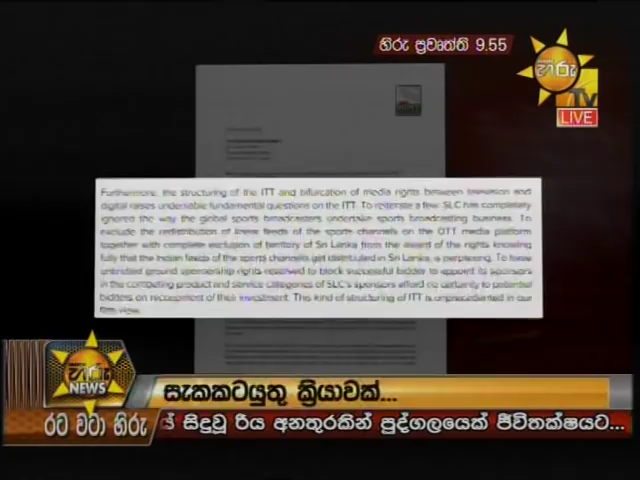 හිරු ප්‍රවෘත්ති 9.55
හිරු
Tv
LIVE
Furthermore, the structuring of the ITT and bifurcation of media rights between television and
digital raises undeniable fundamental questions on the ITT. To reiterate a few, SLC has completely
ignored the way the global sports broadcasters undertake sports broadcasting business. To
exclude the redistribution of linear feeds of the sports channels on the OTT media platform
together with complete exclusion of territory of Sri Lanka from the award of the rights knowing
fully that the Indian feeds of the sports channels get distributed in Sri Lanka, is perplexing. To have
unbridled ground sponsorship rights reserved to block successful bidder to appoint its sponsors
in the competing product and service categories of SLC's sponsors afford no certainty to potential
bidders on recoupment of their investment. This kind of structuring of ITT is unprecedented in our
firm view.
හිරු
NEWS
සැකකටයුතු ක්‍රියාවක්...
රට වටා හිරු
සිදුවූ රිය අනතුරකින් පුද්ගලයෙක් ජීවිතක්ෂයට...